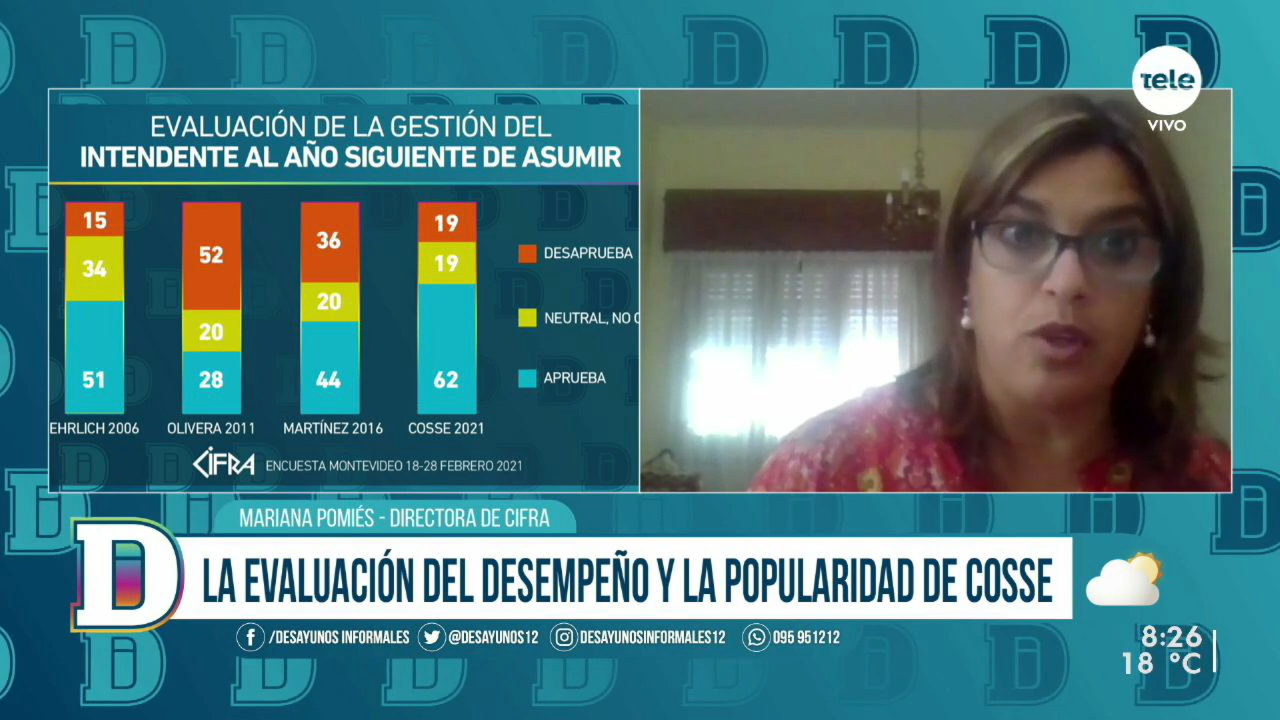 tele
VIVO
EVALUACIÓN DE LA GESTIÓN DEL
INTENDENTE AL AÑO SIGUIENTE DE ASUMIR
15
52
36
19
34
20
20
19
51
28
44
62
DESAPRUEBA
NEUTRAL, NO
APRUEBA
EHRLICH 2006
OLIVERA 2011
MARTÍNEZ 2016
COSSE 2021
CIFRA ENCUESTA MONTEVIDEO 18-28 FEBRERO 2021
MARIANA POMIÉS - DIRECTORA DE CIFRA
D
LA EVALUACIÓN DEL DESEMPEÑO Y LA POPULARIDAD DE COSSE
/DESAYUNOS INFORMALES @DESAYUNOS12 DESAYUNOSINFORMALES12 095 951212
8:26
18 °C